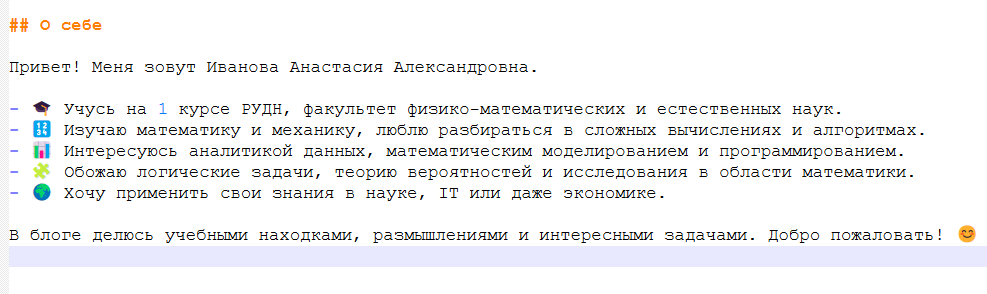 ## О себе
Привет! Меня зовут Иванова Анастасия Александровна.
- 🎓 Учусь на 1 курсе РУДН, факультет физико-математических и естественных наук.
- 🔢 Изучаю математику и механику, люблю разбираться в сложных вычислениях и алгоритмах.
- 📊 Интересуюсь аналитикой данных, математическим моделированием и программированием.
- 🧩 Обожаю логические задачи, теорию вероятностей и исследования в области математики.
- 🌍 Хочу применить свои знания в науке, IT или даже экономике.
В блоге делюсь учебными находками, размышлениями и интересными задачами. Добро пожаловать! 😊